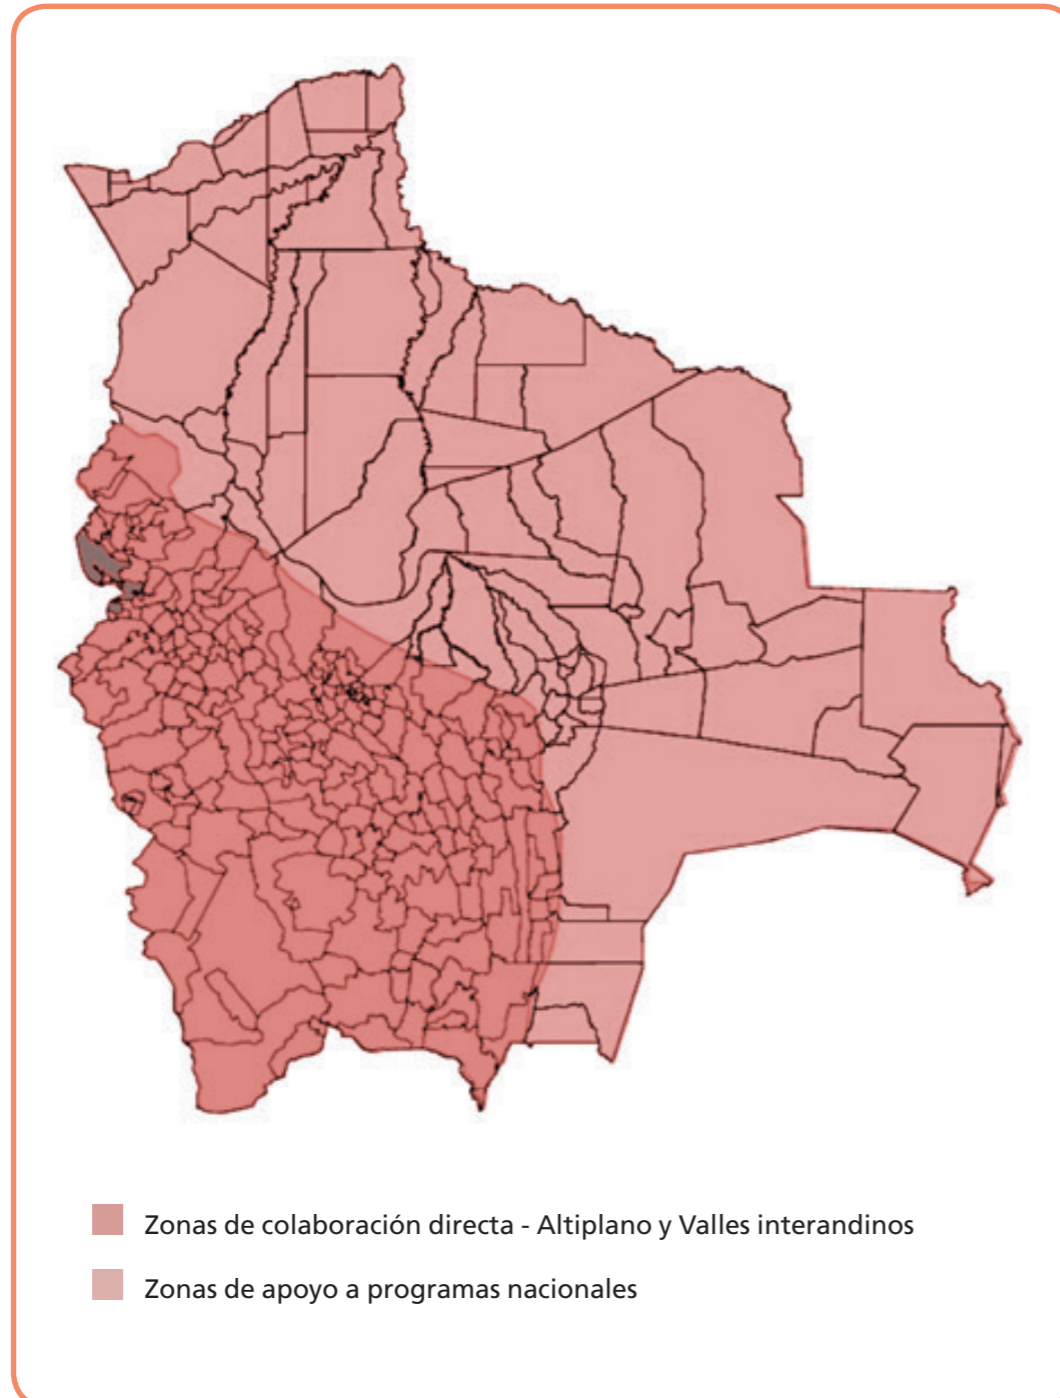 Zonas de colaboración directa - Altiplano y Valles interandinos
Zonas de apoyo a programas nacionales